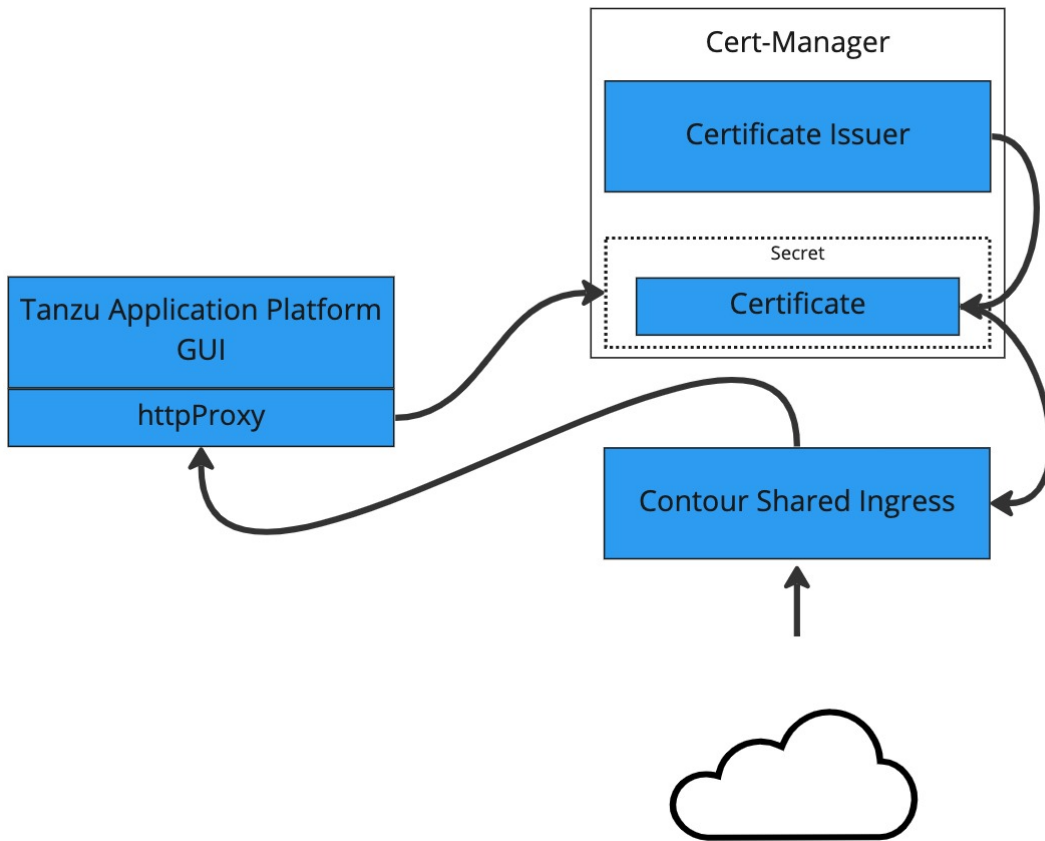 Cert-Manager
Certificate Issuer
Secret
Certificate
Tanzu Application Platform
GUI
httpProxy
Contour Shared Ingress